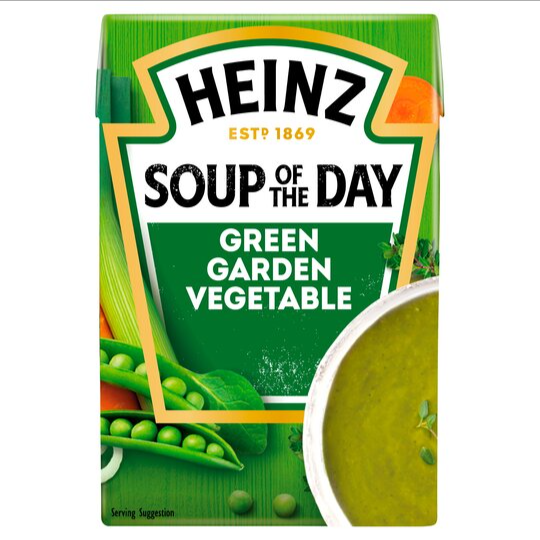 HEINZ
ESTD 1869
SOUP OF THE DAY
GREEN
GARDEN
VEGETABLE
Serving Suggestion